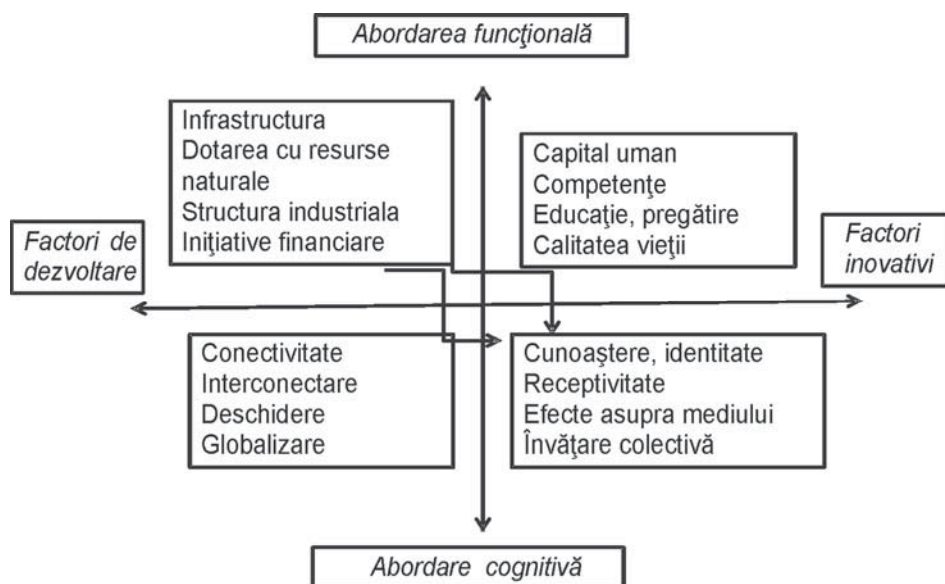 Abordarea funcţională
Infrastructura
Dotarea cu resurse
naturale
Structura industriala
Iniţiative financiare
Capital uman
Competenţe
Educaţie, pregătire
Calitatea vieţii
Factori de
dezvoltare
Factori
inovativi
Conectivitate
Interconectare
Deschidere
Globalizare
Cunoaştere, identitate
Receptivitate
Efecte asupra mediului
Învăţare colectivă
Abordare cognitivă